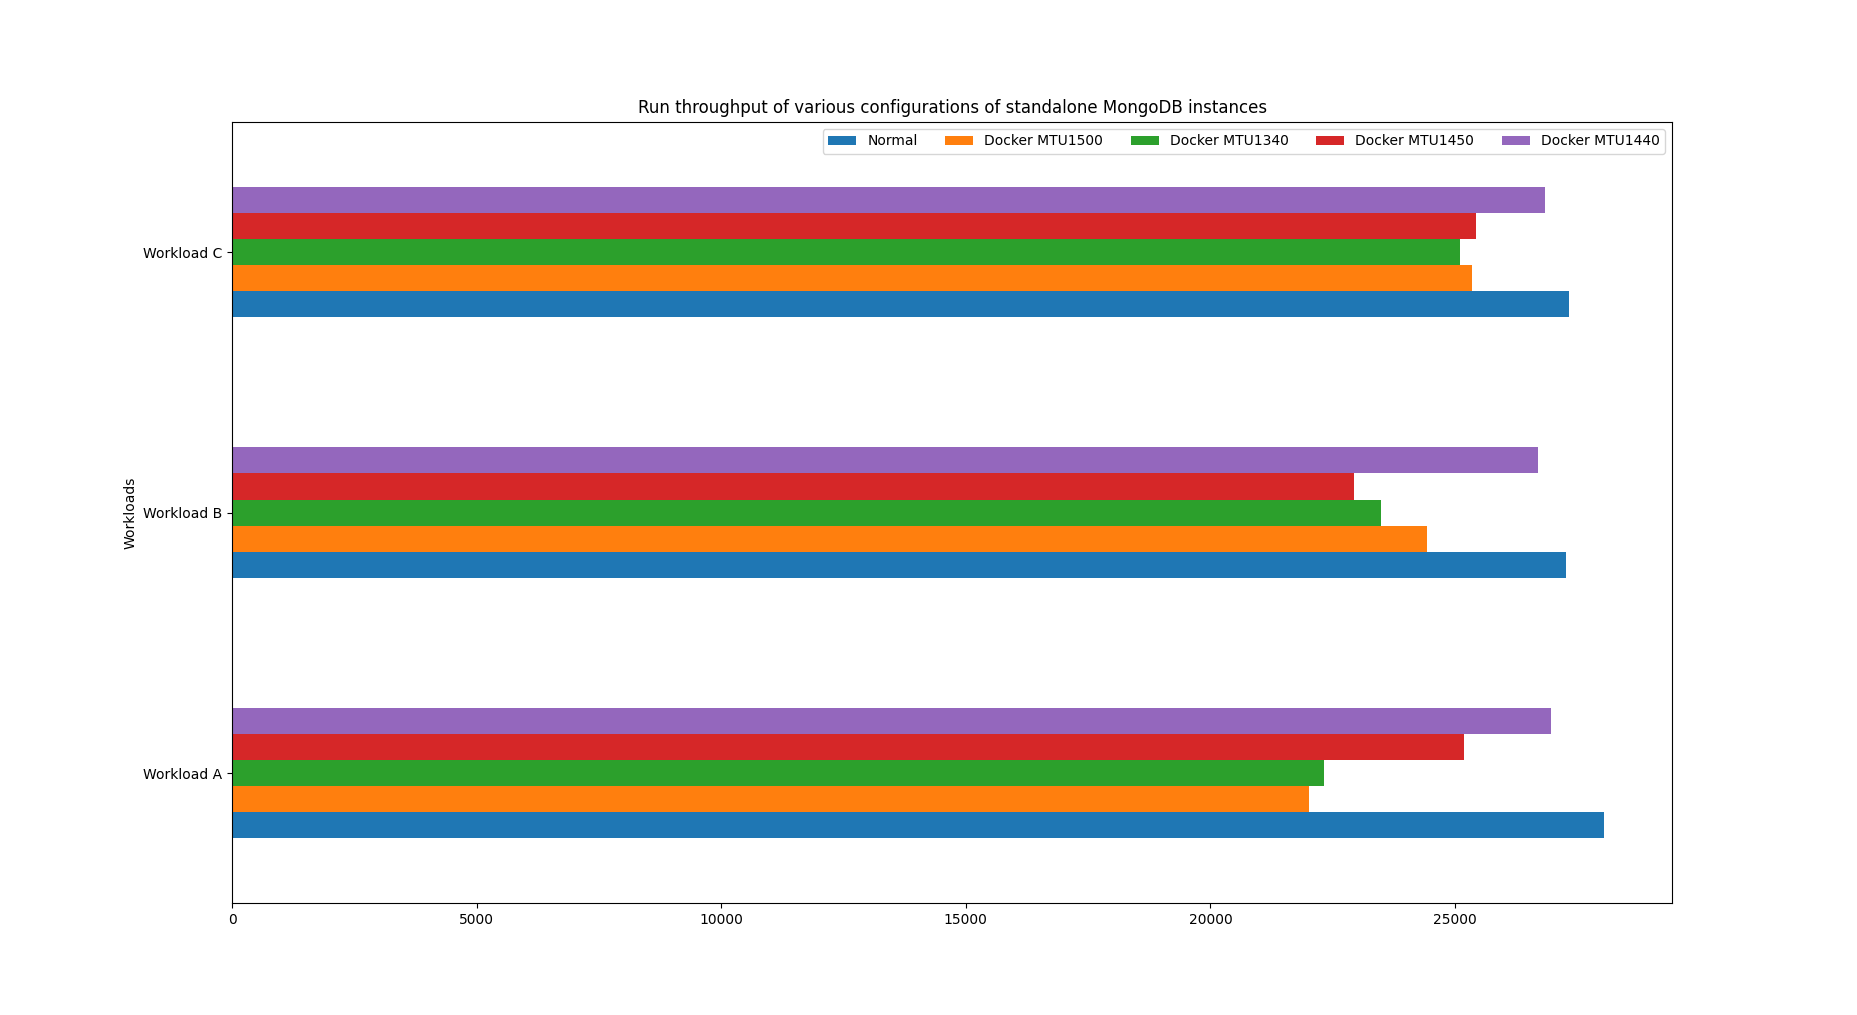 Run throughput of various configurations of standalone MongoDB instances
Normal Docker MTU1500 Docker MTU1340 Docker MTU1450 Docker MTU1440
Workload C
Workload B
Workloads
Workload A
0 5000 10000 15000 20000 25000